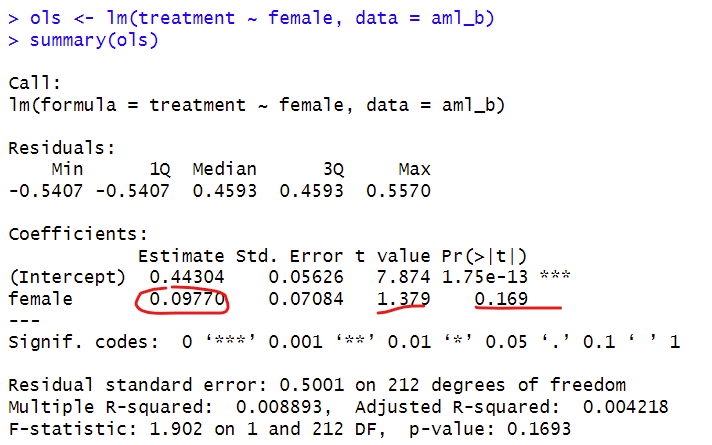 > ols <- lm(treatment ~ female, data = aml_b)
> summary(ols)
Call:
lm(formula = treatment ~ female, data = aml_b)
Residuals:
    Min      1Q  Median      3Q     Max
-0.5407 -0.5407  0.4593  0.4593  0.5570
Coefficients:
            Estimate Std. Error t value Pr(>|t|)
(Intercept)  0.44304    0.05626   7.874 1.75e-13 ***
female       0.09770    0.07084   1.379    0.169
---
Signif. codes:  0 ‘***’ 0.001 ‘**’ 0.01 ‘*’ 0.05 ‘.’ 0.1 ‘ ’ 1
Residual standard error: 0.5001 on 212 degrees of freedom
Multiple R-squared:  0.008893,  Adjusted R-squared:  0.004218
F-statistic: 1.902 on 1 and 212 DF,  p-value: 0.1693